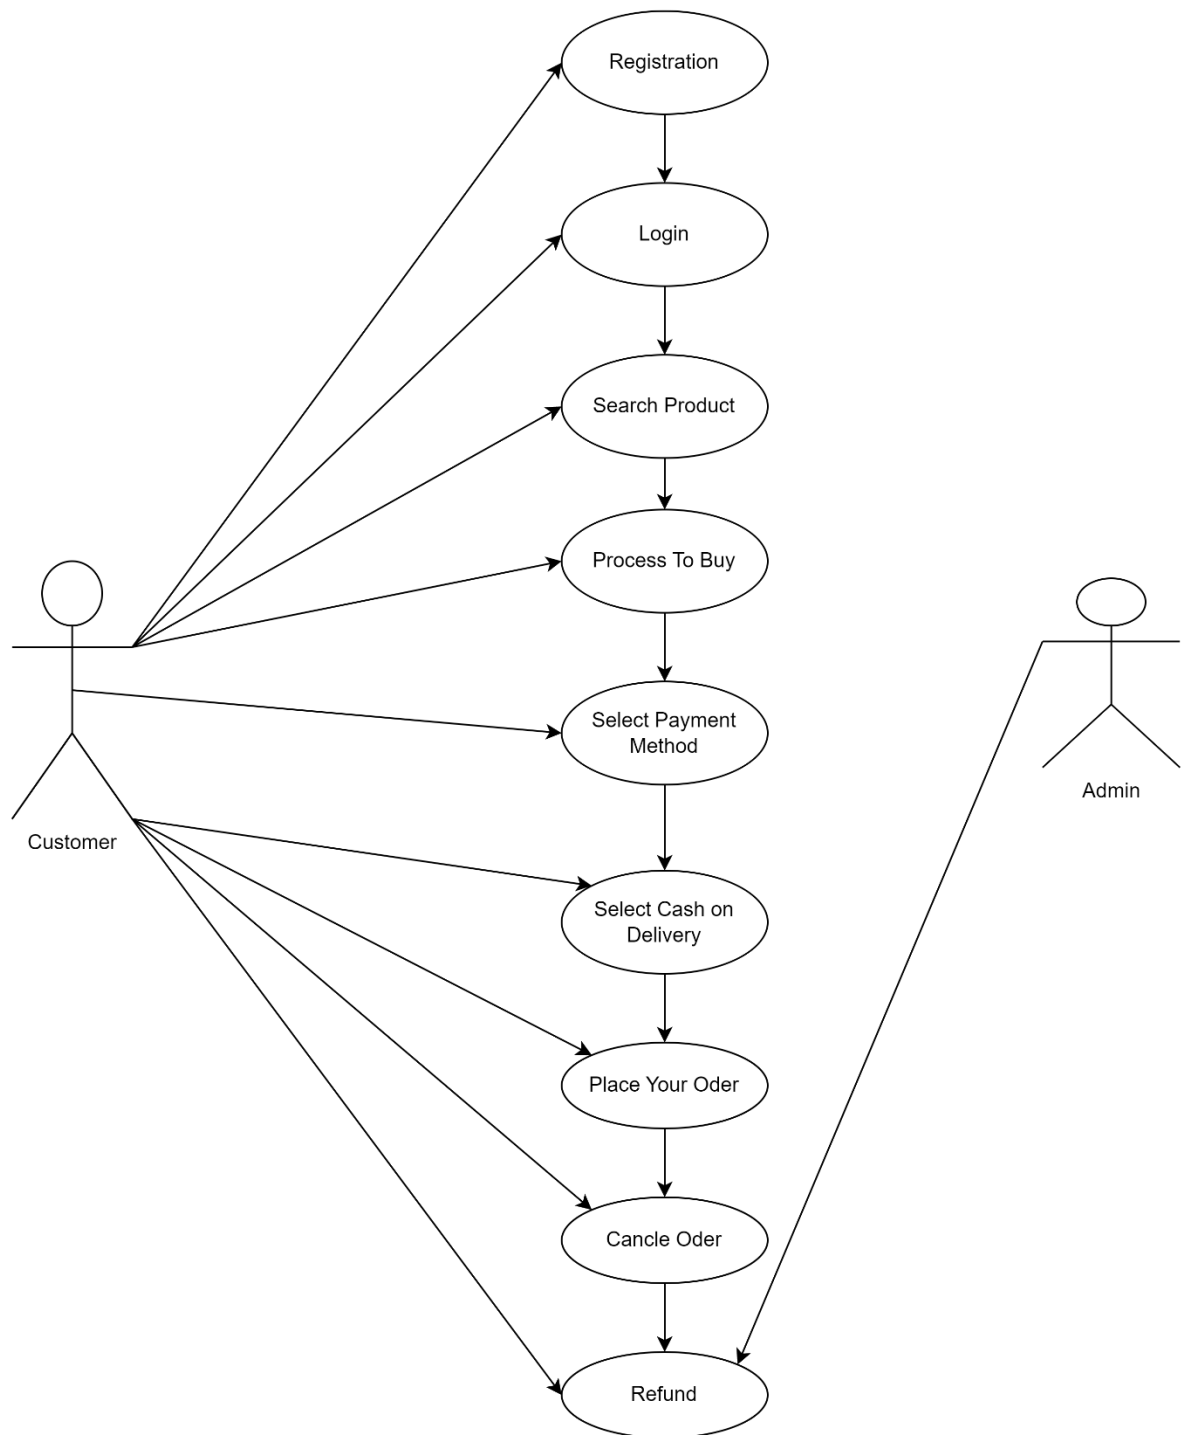 Registration
Login
Search Product
Process To Buy
Select Payment
Method
Admin
Customer
Select Cash on
Delivery
Place Your Oder
Cancle Oder
Refund